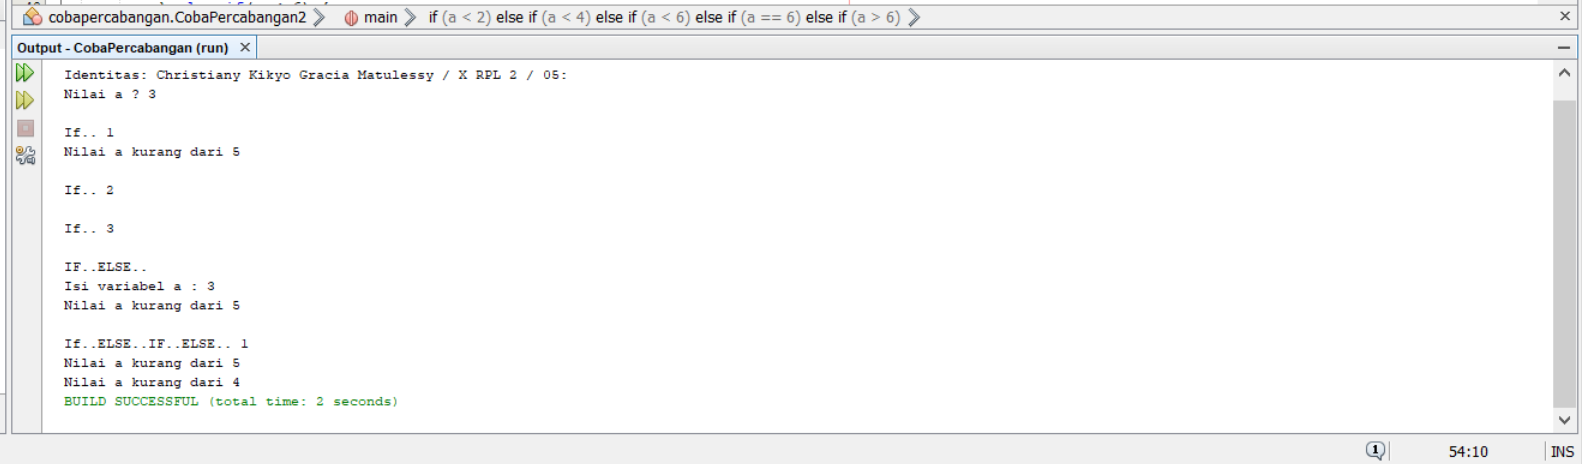 cobapercabangan.CobaPercabangan2 main if (a < 2) else if (a < 4) else if (a < 6) else if (a == 6) else if (a > 6)
Output - CobaPercabangan (run)
Identitas: Christiany Kikyo Gracia Matulessy / X RPL 2 / 05:
Nilai a ? 3
If.. 1
Nilai a kurang dari 5
If.. 2
If.. 3
IF..ELSE..
Isi variabel a : 3
Nilai a kurang dari 5
If..ELSE..IF..ELSE.. 1
Nilai a kurang dari 5
Nilai a kurang dari 4
BUILD SUCCESSFUL (total time: 2 seconds)
1 54:10 INS